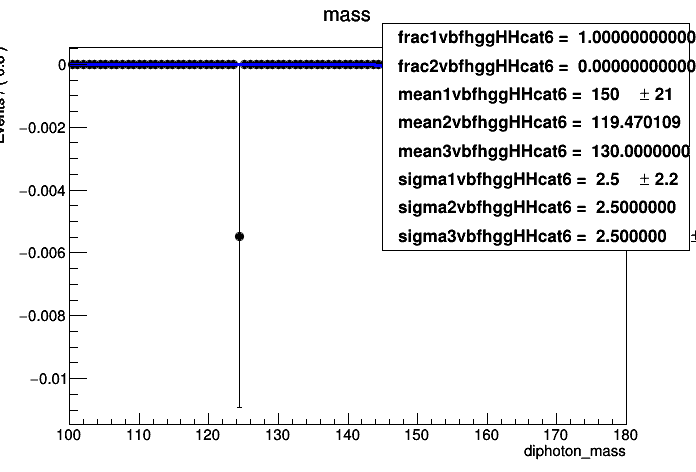 mass
frac1vbfhggHHcat6 = 1.00000000000
frac2vbfhggHHcat6 = 0.00000000000
mean1vbfhggHHcat6 = 150 ± 21
mean2vbfhggHHcat6 = 119.470109
mean3vbfhggHHcat6 = 130.0000000
sigma1vbfhggHHcat6 = 2.5 ± 2.2
sigma2vbfhggHHcat6 = 2.5000000
sigma3vbfhggHHcat6 = 2.500000 ±
0
−0.002
−0.004
−0.006
−0.008
−0.01
100 110 120 130 140 150 160 170 180
diphoton_mass